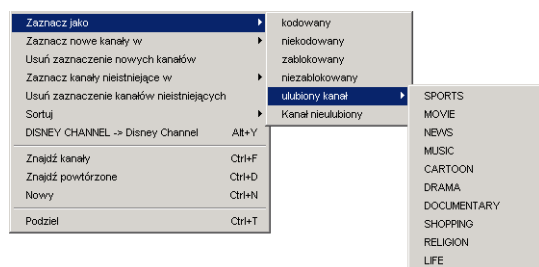 Zaznacz jako
Zaznacz nowe kanały w
Usuń zaznaczenie nowych kanałów
Zaznacz kanały nieistniejące w
Usuń zaznaczenie kanałów nieistniejących
Sortuj
DISNEY CHANNEL -> Disney Channel Alt+Y
Znajdź kanały Ctrl+F
Znajdź powtórzone Ctrl+D
Nowy Ctrl+N
Podziel Ctrl+T
kodowany
niekodowany
zablokowany
niezablokowany
ulubiony kanał
Kanał nieulubiony
SPORTS
MOVIE
NEWS
MUSIC
CARTOON
DRAMA
DOCUMENTARY
SHOPPING
RELIGION
LIFE